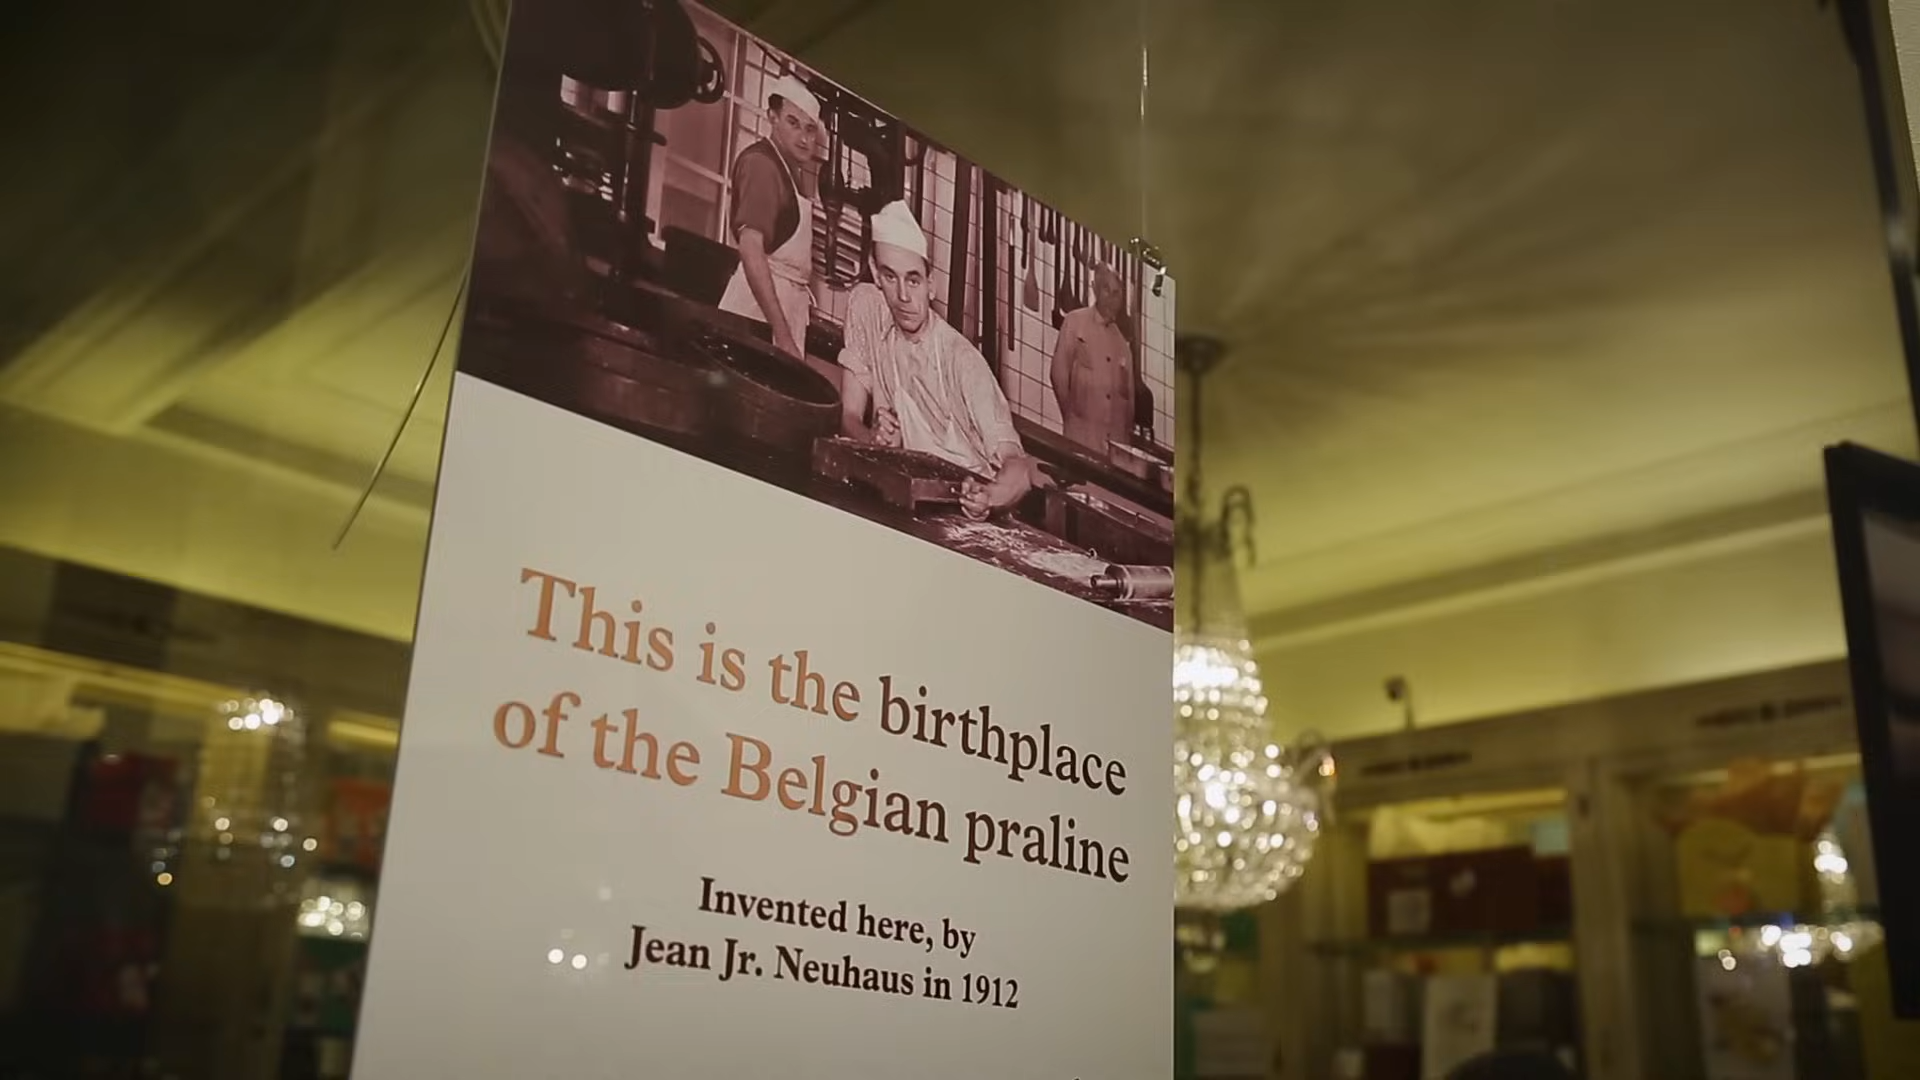 This is the birthplace
of the Belgian praline
Invented here, by
Jean Jr. Neuhaus in 1912